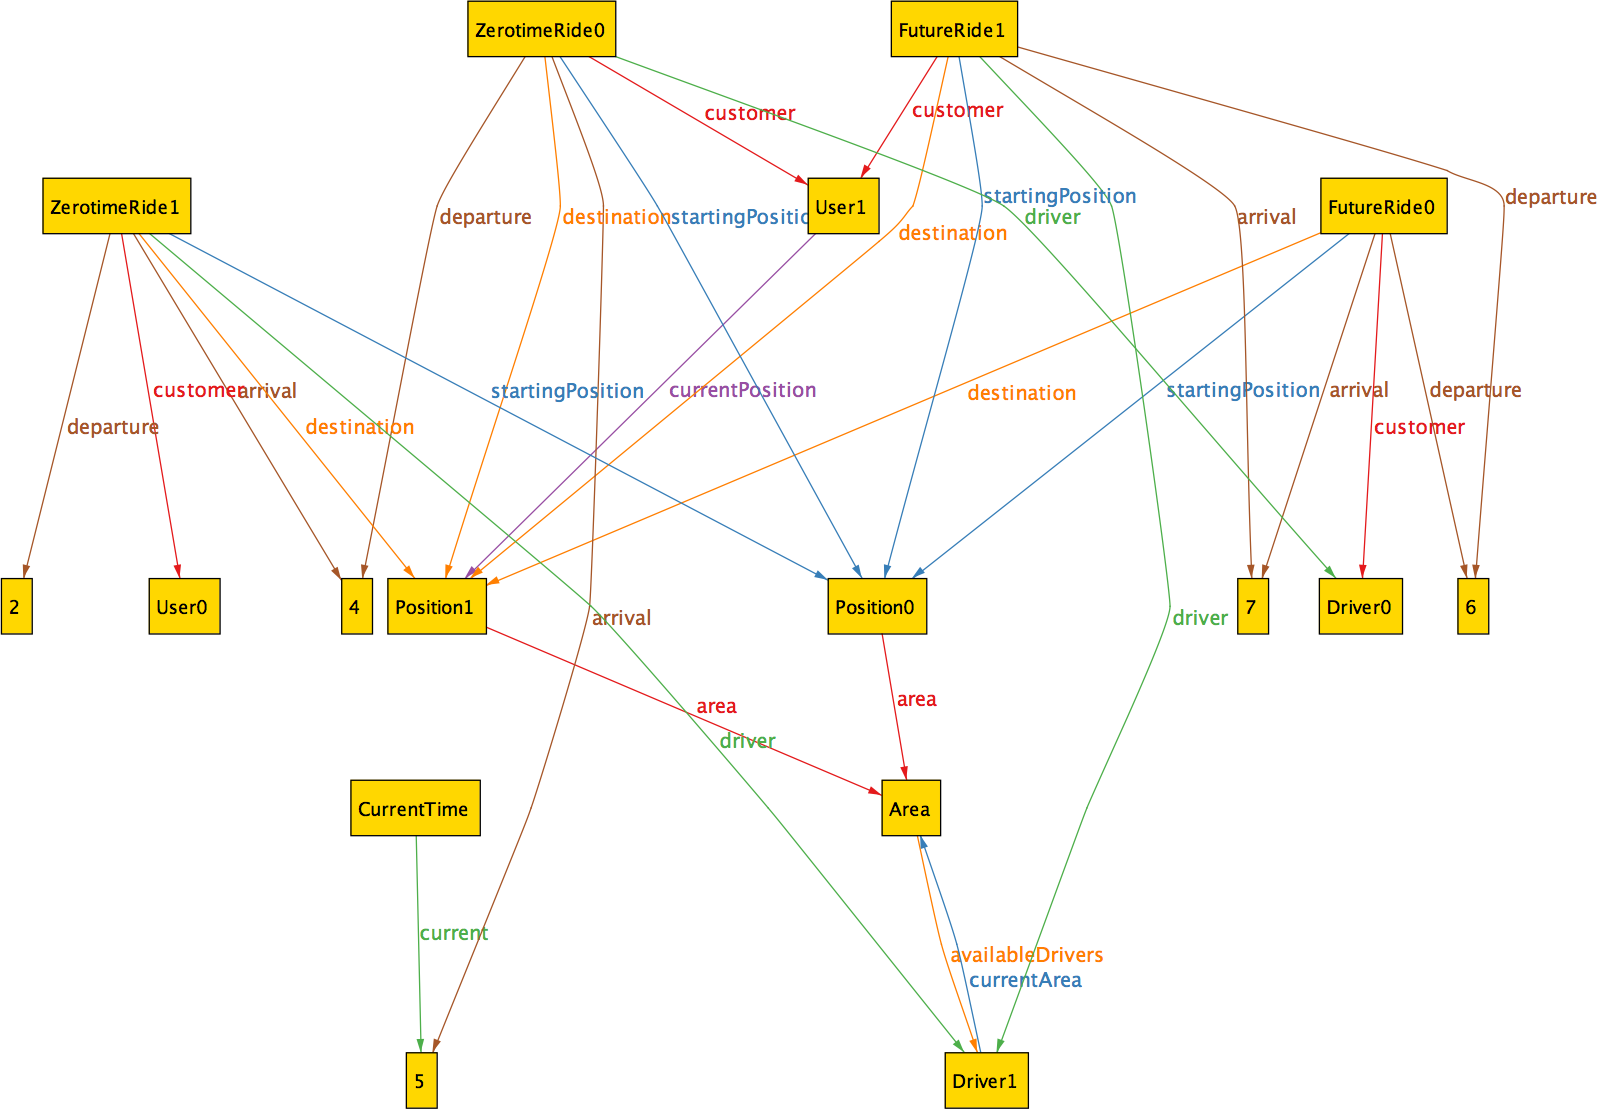 ZerotimeRide0
FutureRide1
customer
customer
ZerotimeRide1
departure
destination
startingPositio
User1
startingPosition
driver
destination
arrival
FutureRide0
departure
customer
arrival
departure
destination
startingPosition
currentPosition
destination
startingPosition
arrival
departure
customer
2
User0
4
Position1
arrival
Position0
driver
7
Driver0
6
area
area
driver
CurrentTime
Area
current
availableDrivers
currentArea
5
Driver1